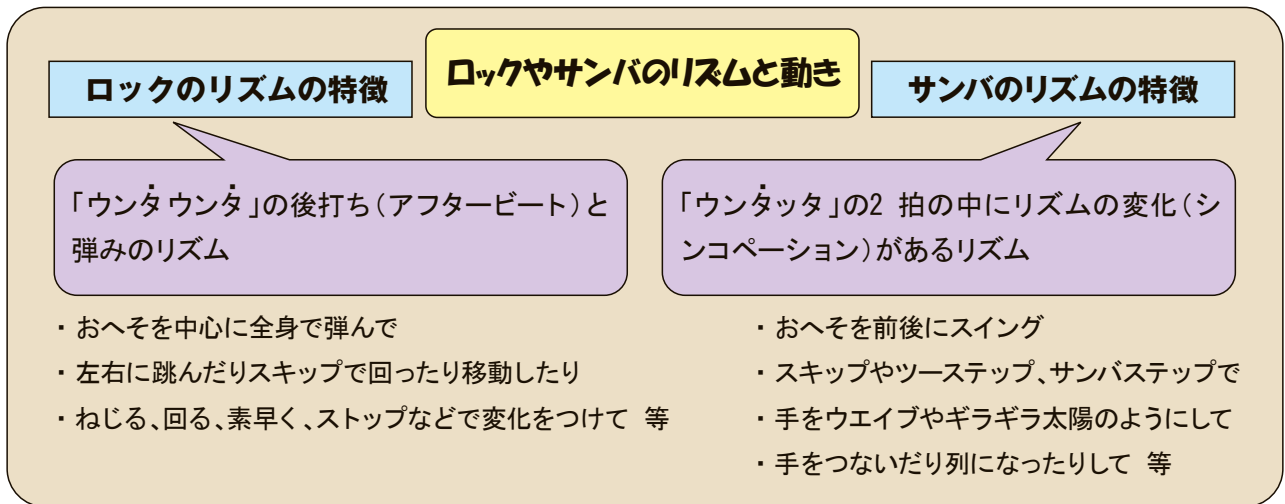 ロックやサンバのリズムと動き
ロックのリズムの特徴
「ウンタウンタ」の後打ち(アフタービート)と
弾みのリズム
・おへそを中心に全身で弾んで
・左右に跳んだりスキップで回ったり移動したり
・ねじる、回る、素早く、ストップなどで変化をつけて 等
サンバのリズムの特徴
「ウンタッタ」の2 拍の中にリズムの変化(シ
ンコペーション)があるリズム
・おへそを前後にスイング
・スキップやツーステップ、サンバステップで
・手をウエイブやギラギラ太陽のようにして
・手をつないだり列になったりして 等